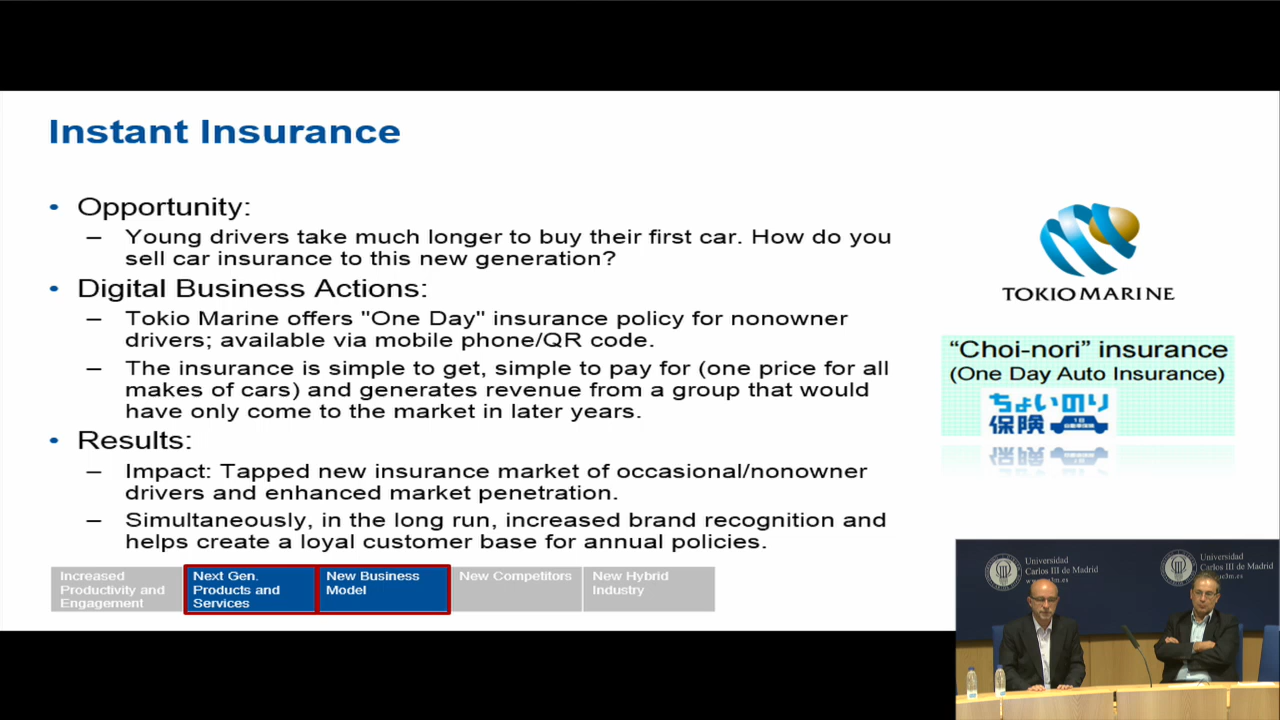 Instant Insurance
• Opportunity:
– Young drivers take much longer to buy their first car. How do you
sell car insurance to this new generation?
• Digital Business Actions:
– Tokio Marine offers "One Day" insurance policy for nonowner
drivers; available via mobile phone/QR code.
– The insurance is simple to get, simple to pay for (one price for all
makes of cars) and generates revenue from a group that would
have only come to the market in later years.
• Results:
– Impact: Tapped new insurance market of occasional/nonowner
drivers and enhanced market penetration.
– Simultaneously, in the long run, increased brand recognition and
helps create a loyal customer base for annual policies.
TOKIO MARINE
“Choi-nori” insurance
(One Day Auto Insurance)
ちょいのり
保険
Increased
Productivity and
Engagement
Next Gen.
Products and
Services
New Business
Model
New Competitors
New Hybrid
Industry
Universidad
Carlos III de Madrid
www.uc3m.es
Universidad
Carlos III de Madrid